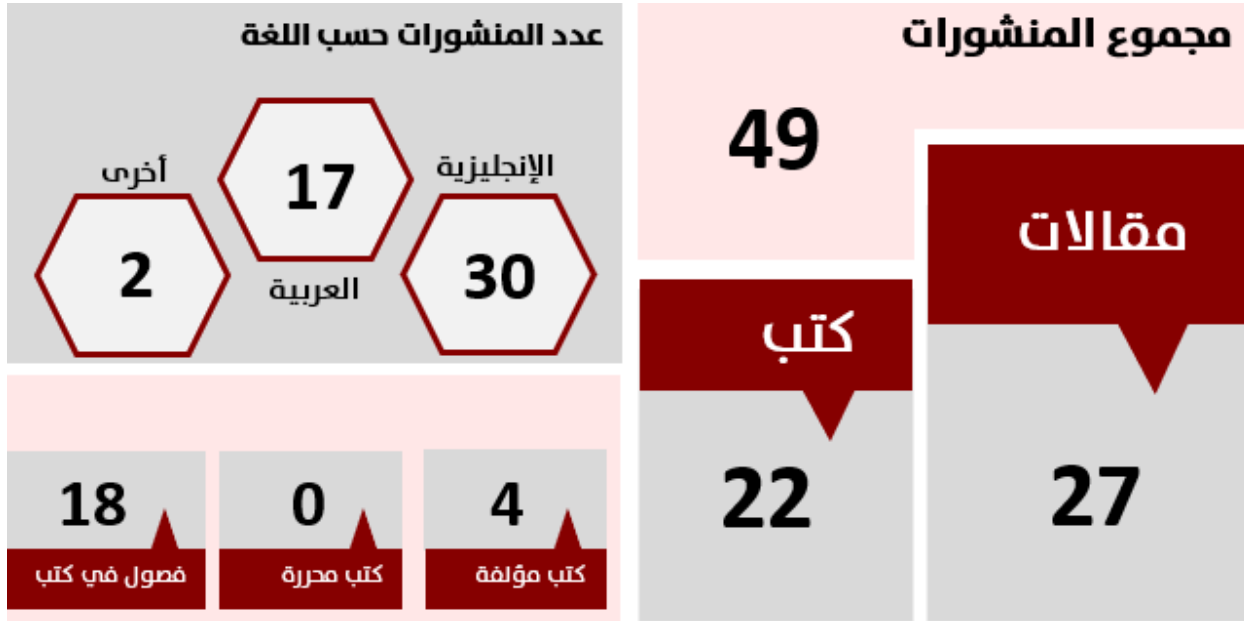 مجموع المنشورات
49
مقالات
27
كتب
22
عدد المنشورات حسب اللغة
الإنجليزية
30
17
العربية
أخرى
2
4
كتب مؤلفة
0
كتب محررة
18
فصول في كتب